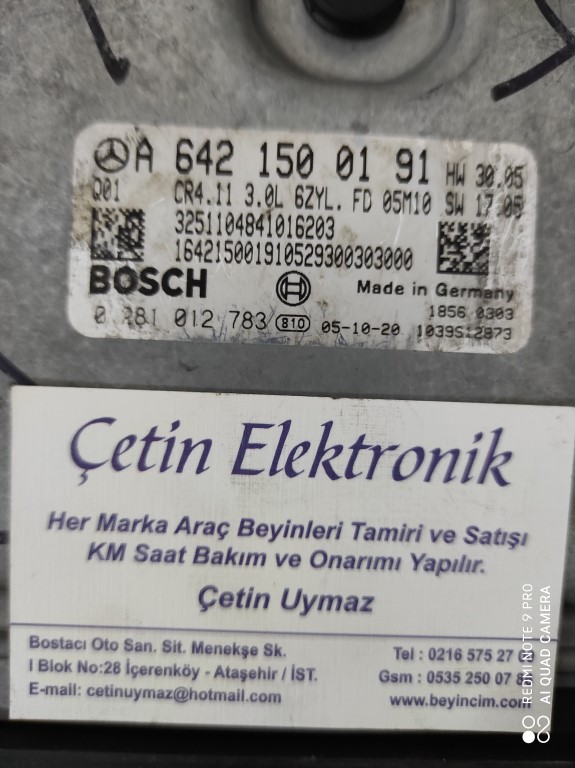 A 642 150 01 91 HW 30.05
Q01 CR4.11 3.0L 6ZYL. FD 05M10 SW 17.05
3251104841016203
164215001910529300303000
BOSCH Made in Germany
1856 0303
0 281 012 783 810 05-10-20 1039S12873
Çetin Elektronik
Her Marka Araç Beyinleri Tamiri ve Satışı
KM Saat Bakım ve Onarımı Yapılır.
Çetin Uymaz
Bostacı Oto San. Sit. Menekşe Sk.
I Blok No:28 İçerenköy - Ataşehir / İST.
E-mail: cetinuymaz@hotmail.com
Tel : 0216 575 27 0
Gsm : 0535 250 07 8
www.beyincim.com
REDMI NOTE 9 PRO
AI QUAD CAMERA